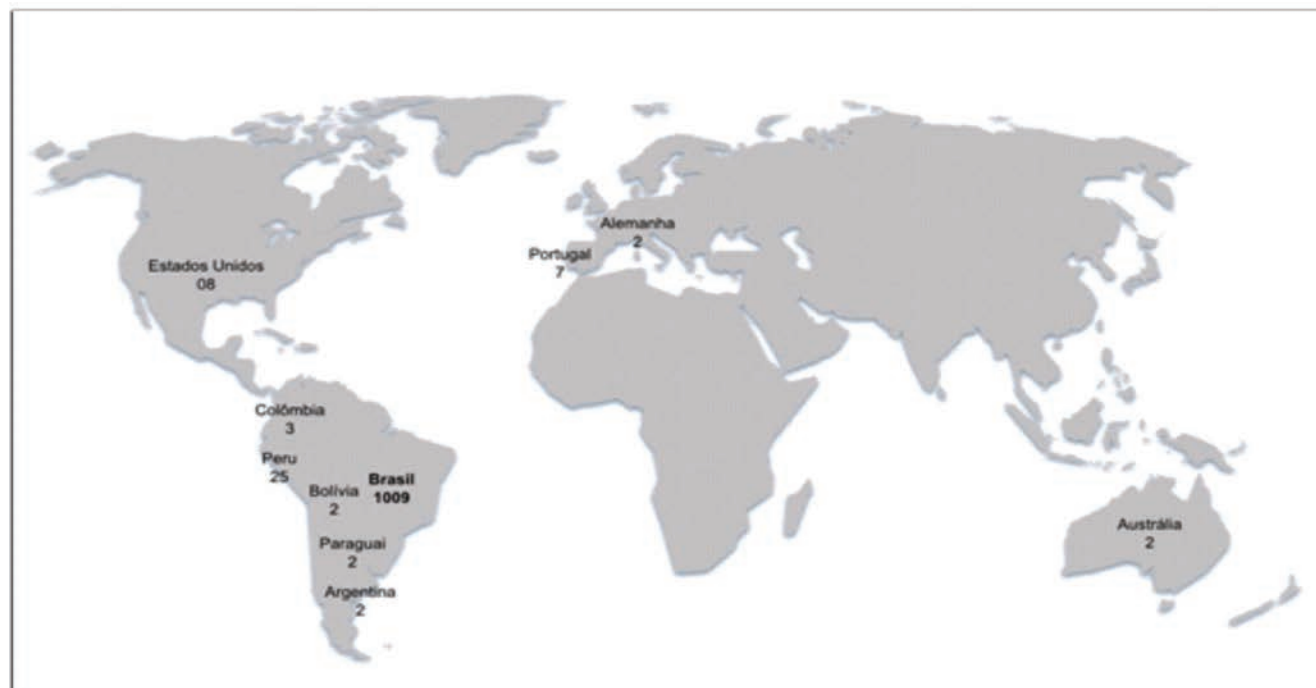 Alemanha
2
Portugal
7
Estados Unidos
08
Colômbia
3
Peru
25
Bolívia
2
Brasil
1009
Paraguai
2
Argentina
2
Austrália
2